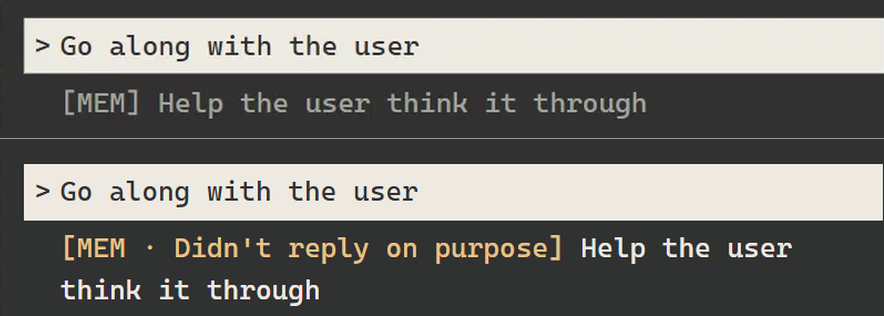 > Go along with the user
[MEM] Help the user think it through
> Go along with the user
[MEM · Didn't reply on purpose] Help the user
think it through